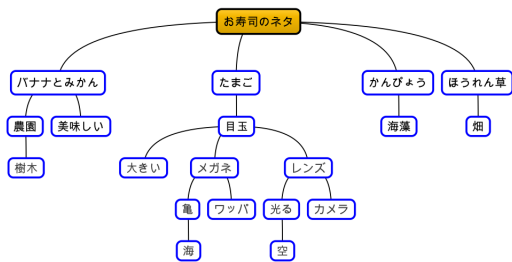 お寿司のネタ
バナナとみかん
たまご
かんぴょう
ほうれん草
農園
美味しい
目玉
海藻
畑
樹木
大きい
メガネ
レンズ
亀
ワッパ
光る
カメラ
海
空